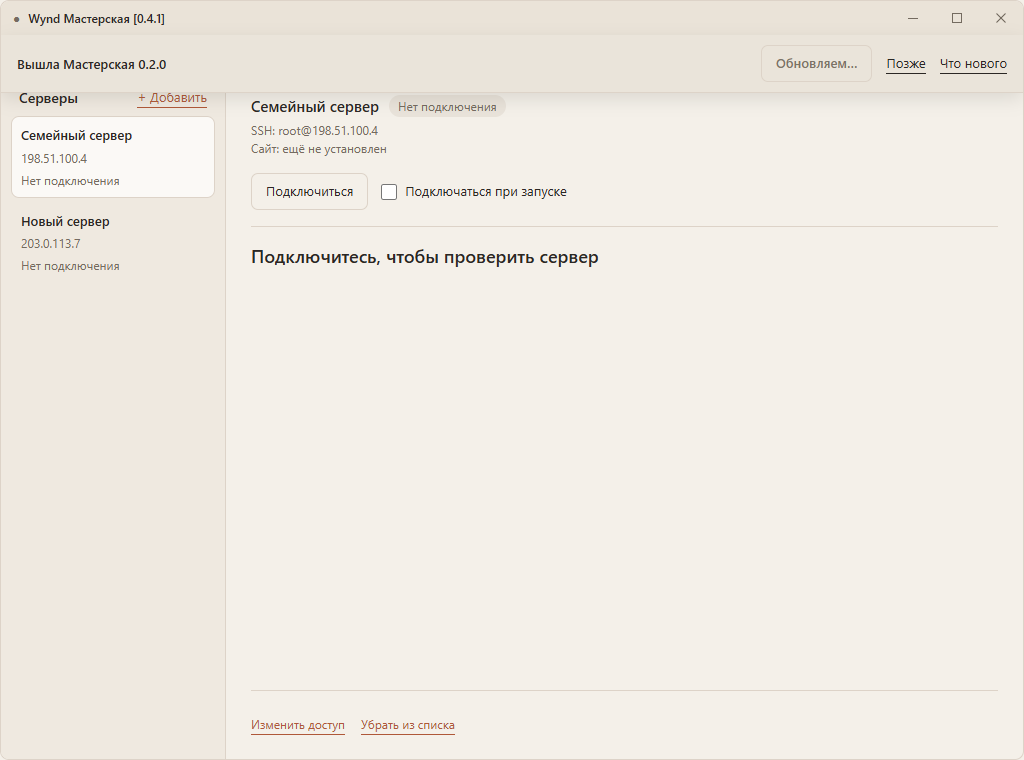 Wynd Мастерская [0.4.1]
Вышла Мастерская 0.2.0
Обновляем...
Позже
Что нового
Серверы
+ Добавить
Семейный сервер
198.51.100.4
Нет подключения
Новый сервер
203.0.113.7
Нет подключения
Семейный сервер
Нет подключения
SSH: root@198.51.100.4
Сайт: ещё не установлен
Подключиться
Подключаться при запуске
Подключитесь, чтобы проверить сервер
Изменить доступ
Убрать из списка